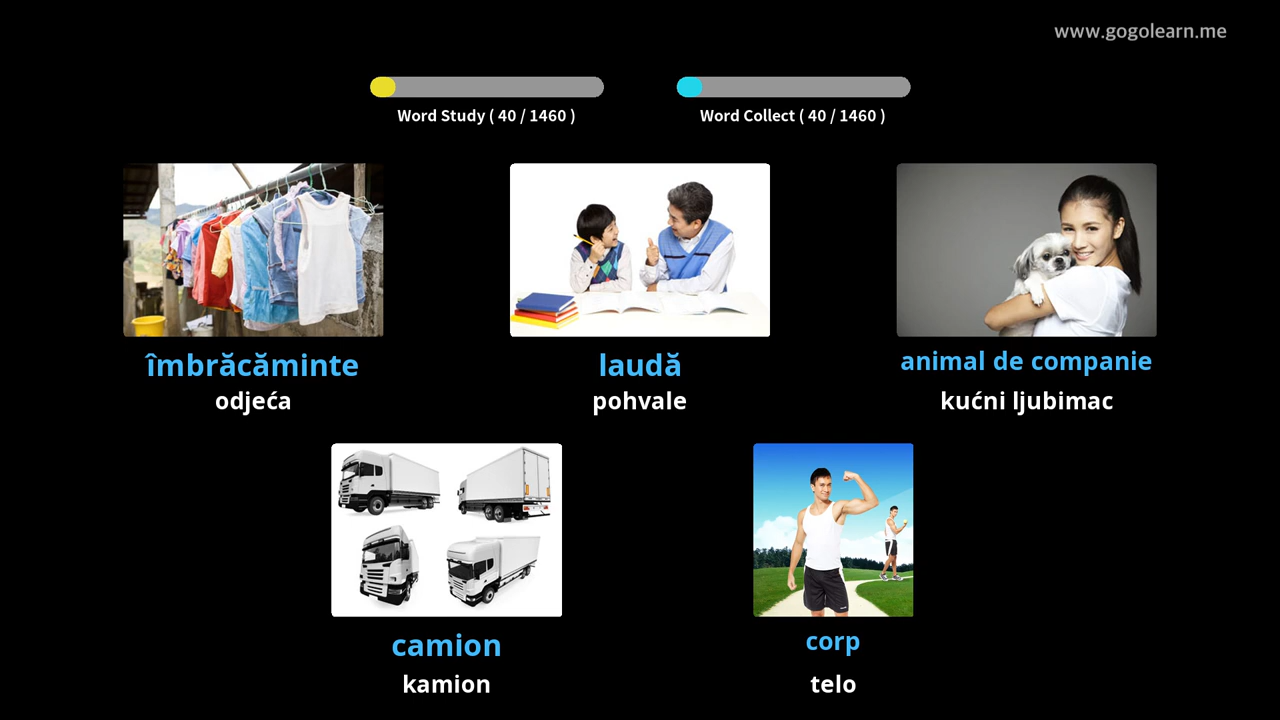 www.gogolearn.me
Word Study ( 40 / 1460 )
Word Collect ( 40 / 1460 )
îmbrăcăminte
odjeća
laudă
pohvale
animal de companie
kućni ljubimac
camion
kamion
corp
telo